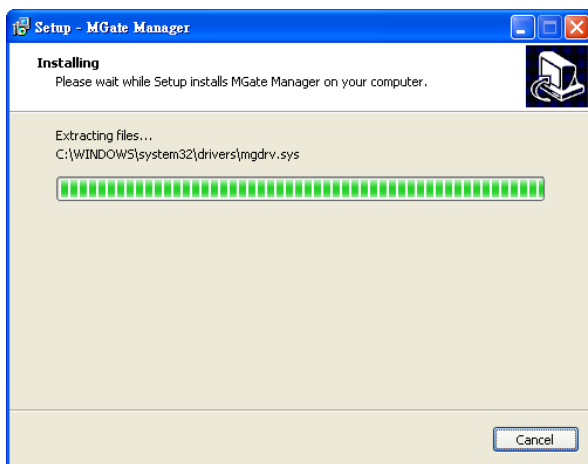 Setup - MGate Manager
Installing
Please wait while Setup installs MGate Manager on your computer.
Extracting files...
C:\WINDOWS\system32\drivers\mgdrv.sys
Cancel